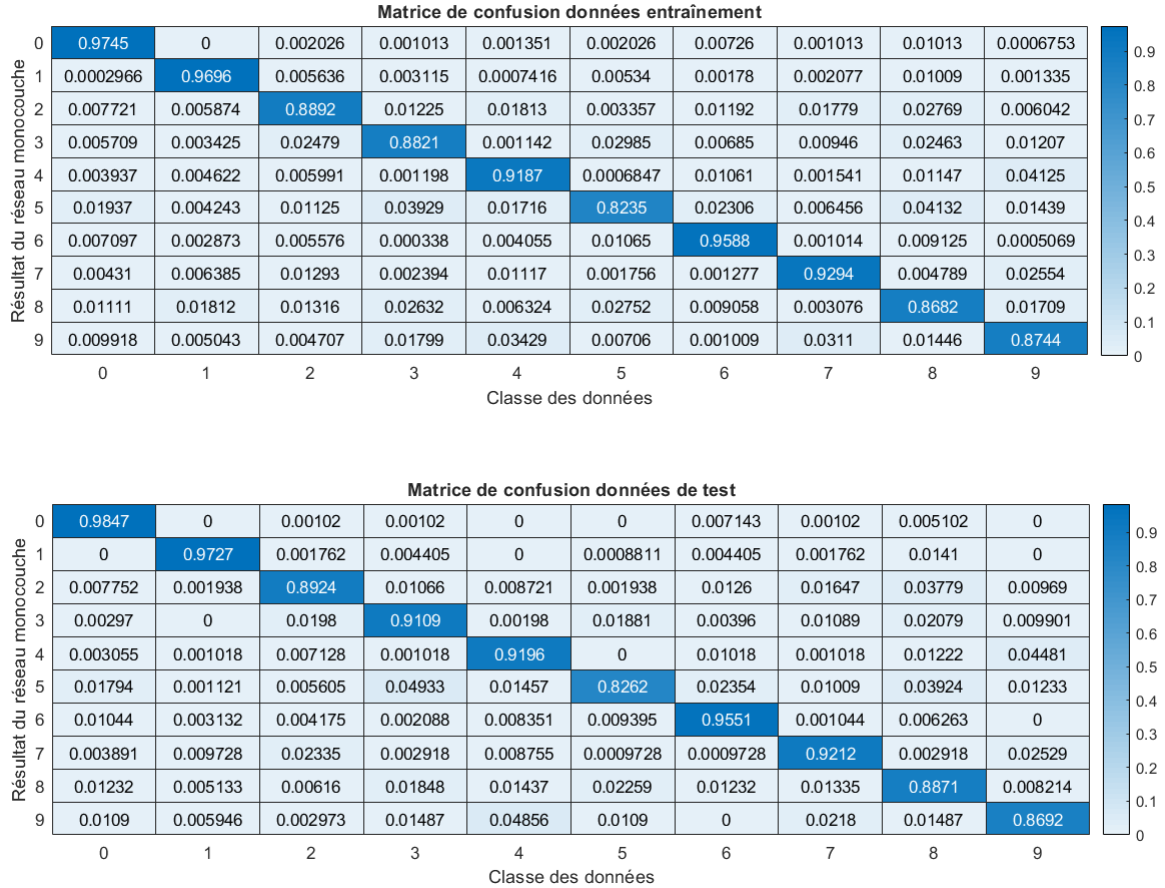 Matrice de confusion données entraînement
0 0.9745 0 0.002026 0.001013 0.001351 0.002026 0.00726 0.001013 0.01013 0.0006753
1 0.0002966 0.9696 0.005636 0.003115 0.0007416 0.00534 0.00178 0.002077 0.01009 0.001335
2 0.007721 0.005874 0.8892 0.01225 0.01813 0.003357 0.01192 0.01779 0.02769 0.006042
3 0.005709 0.003425 0.02479 0.8821 0.001142 0.02985 0.00685 0.00946 0.02463 0.01207
4 0.003937 0.004622 0.005991 0.001198 0.9187 0.0006847 0.01061 0.001541 0.01147 0.04125
5 0.01937 0.004243 0.01125 0.03929 0.01716 0.8235 0.02306 0.006456 0.04132 0.01439
6 0.007097 0.002873 0.005576 0.000338 0.004055 0.01065 0.9588 0.001014 0.009125 0.0005069
7 0.00431 0.006385 0.01293 0.002394 0.01117 0.001756 0.001277 0.9294 0.004789 0.02554
8 0.01111 0.01812 0.01316 0.02632 0.006324 0.02752 0.009058 0.003076 0.8682 0.01709
9 0.009918 0.005043 0.004707 0.01799 0.03429 0.00706 0.001009 0.0311 0.01446 0.8744
0 1 2 3 4 5 6 7 8 9
Classe des données
Résultat du réseau monocouche
0.9
0.8
0.7
0.6
0.5
0.4
0.3
0.2
0.1
0
Matrice de confusion données de test
0 0.9847 0 0.00102 0.00102 0 0 0.007143 0.00102 0.005102 0
1 0 0.9727 0.001762 0.004405 0 0.0008811 0.004405 0.001762 0.0141 0
2 0.007752 0.001938 0.8924 0.01066 0.008721 0.001938 0.0126 0.01647 0.03779 0.00969
3 0.00297 0 0.0198 0.9109 0.00198 0.01881 0.00396 0.01089 0.02079 0.009901
4 0.003055 0.001018 0.007128 0.001018 0.9196 0 0.01018 0.001018 0.01222 0.04481
5 0.01794 0.001121 0.005605 0.04933 0.01457 0.8262 0.02354 0.01009 0.03924 0.01233
6 0.01044 0.003132 0.004175 0.002088 0.008351 0.009395 0.9551 0.001044 0.006263 0
7 0.003891 0.009728 0.02335 0.002918 0.008755 0.0009728 0.0009728 0.9212 0.002918 0.02529
8 0.01232 0.005133 0.00616 0.01848 0.01437 0.02259 0.01232 0.01335 0.8871 0.008214
9 0.0109 0.005946 0.002973 0.01487 0.04856 0.0109 0 0.0218 0.01487 0.8692
0 1 2 3 4 5 6 7 8 9
Classe des données
Résultat du réseau monocouche
0.9
0.8
0.7
0.6
0.5
0.4
0.3
0.2
0.1
0